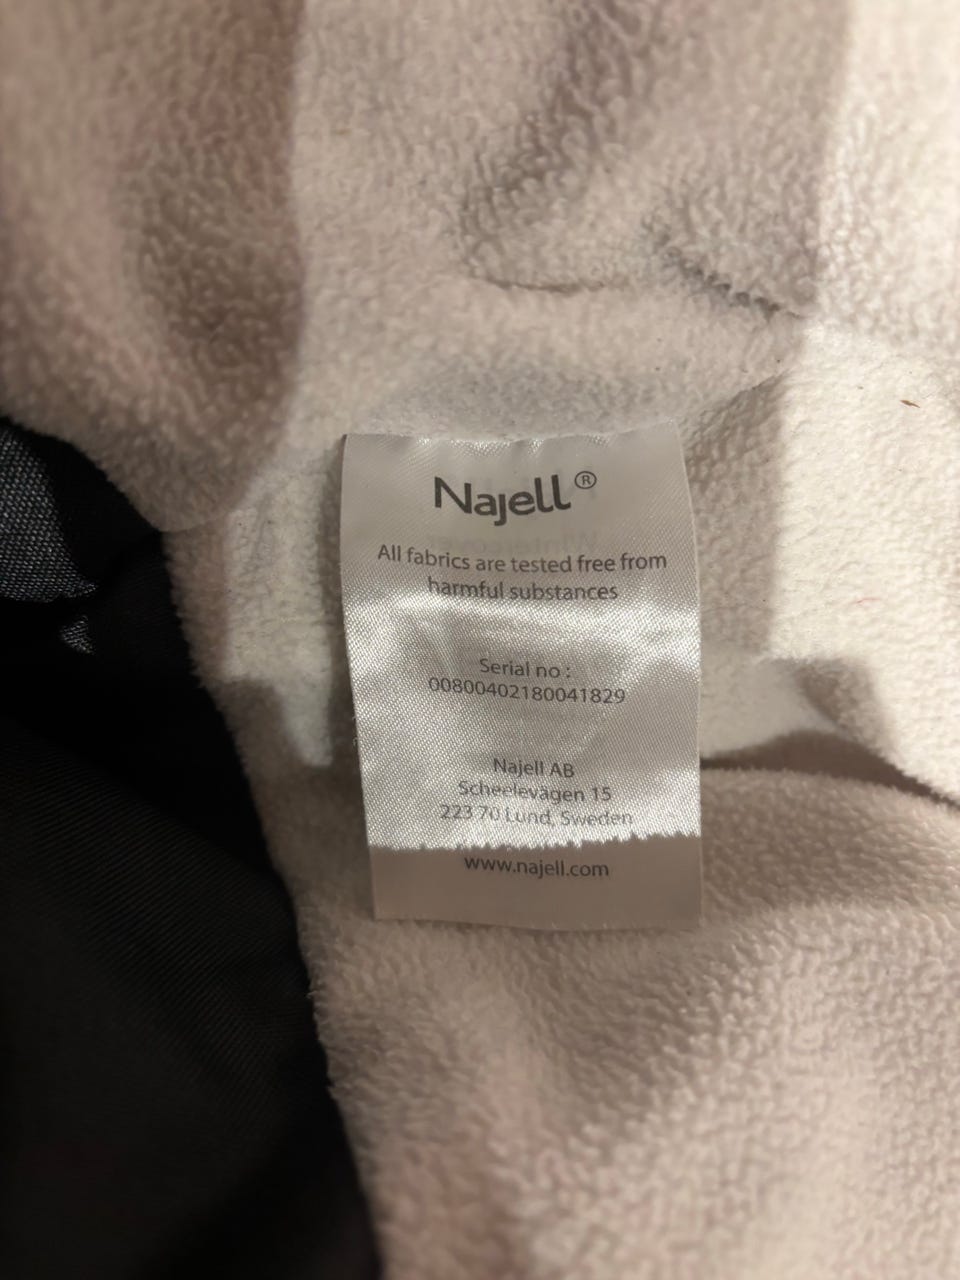 Najell®
All fabrics are tested free from
harmful substances
Serial no :
00800402180041829
Najell AB
Scheelevägen 15
223 70 Lund, Sweden
www.najell.com